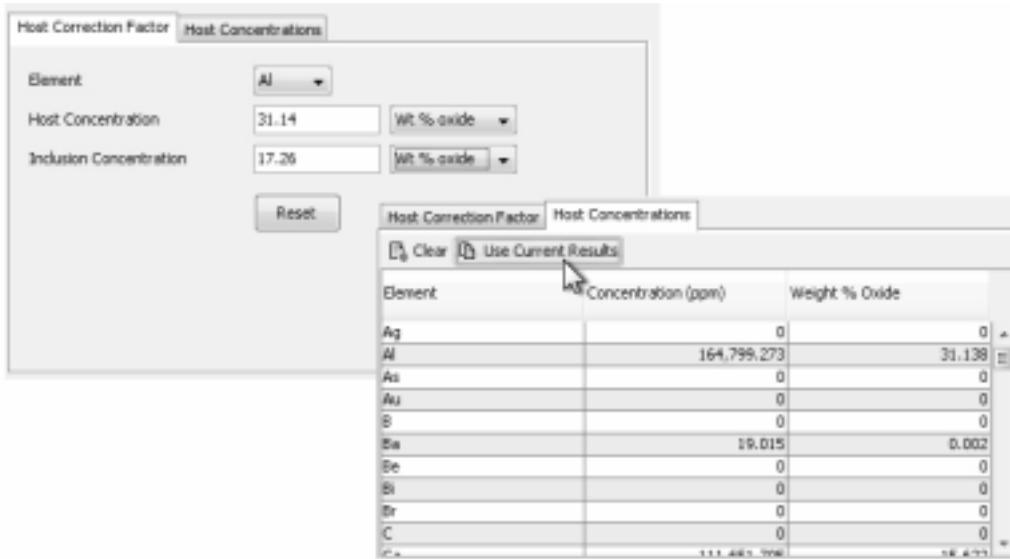 Host Correction Factor Host Concentrations
Element Al
Host Concentration 31.14 Wt % oxide
Inclusion Concentration 17.26 Wt % oxide
Reset
Host Correction Factor Host Concentrations
Clear Use Current Results
Element Concentration (ppm) Weight % Oxide
Ag 0 0
Al 164,799.273 31.138
As 0 0
Au 0 0
B 0 0
Ba 19.015 0.002
Be 0 0
Bi 0 0
Br 0 0
C 0 0